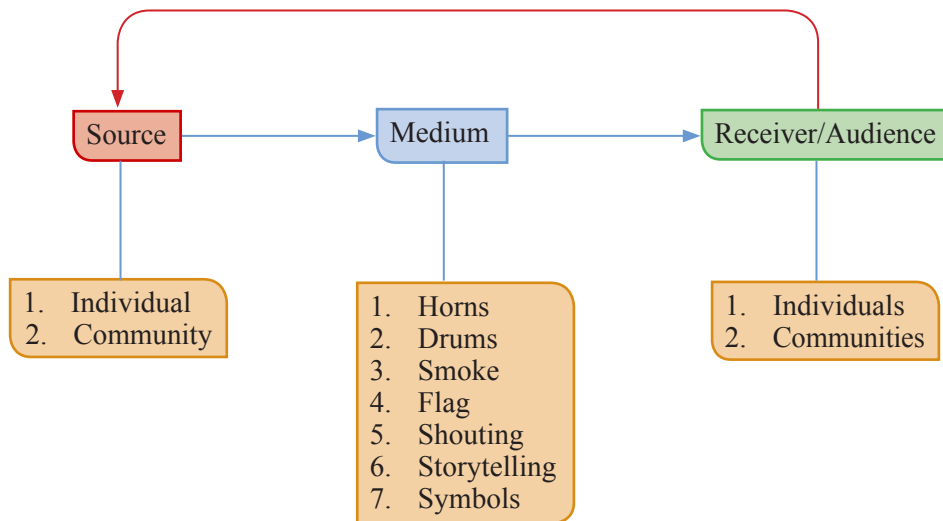 Source
Medium
Receiver/Audience
1. Individual
2. Community
1. Horns
2. Drums
3. Smoke
4. Flag
5. Shouting
6. Storytelling
7. Symbols
1. Individuals
2. Communities